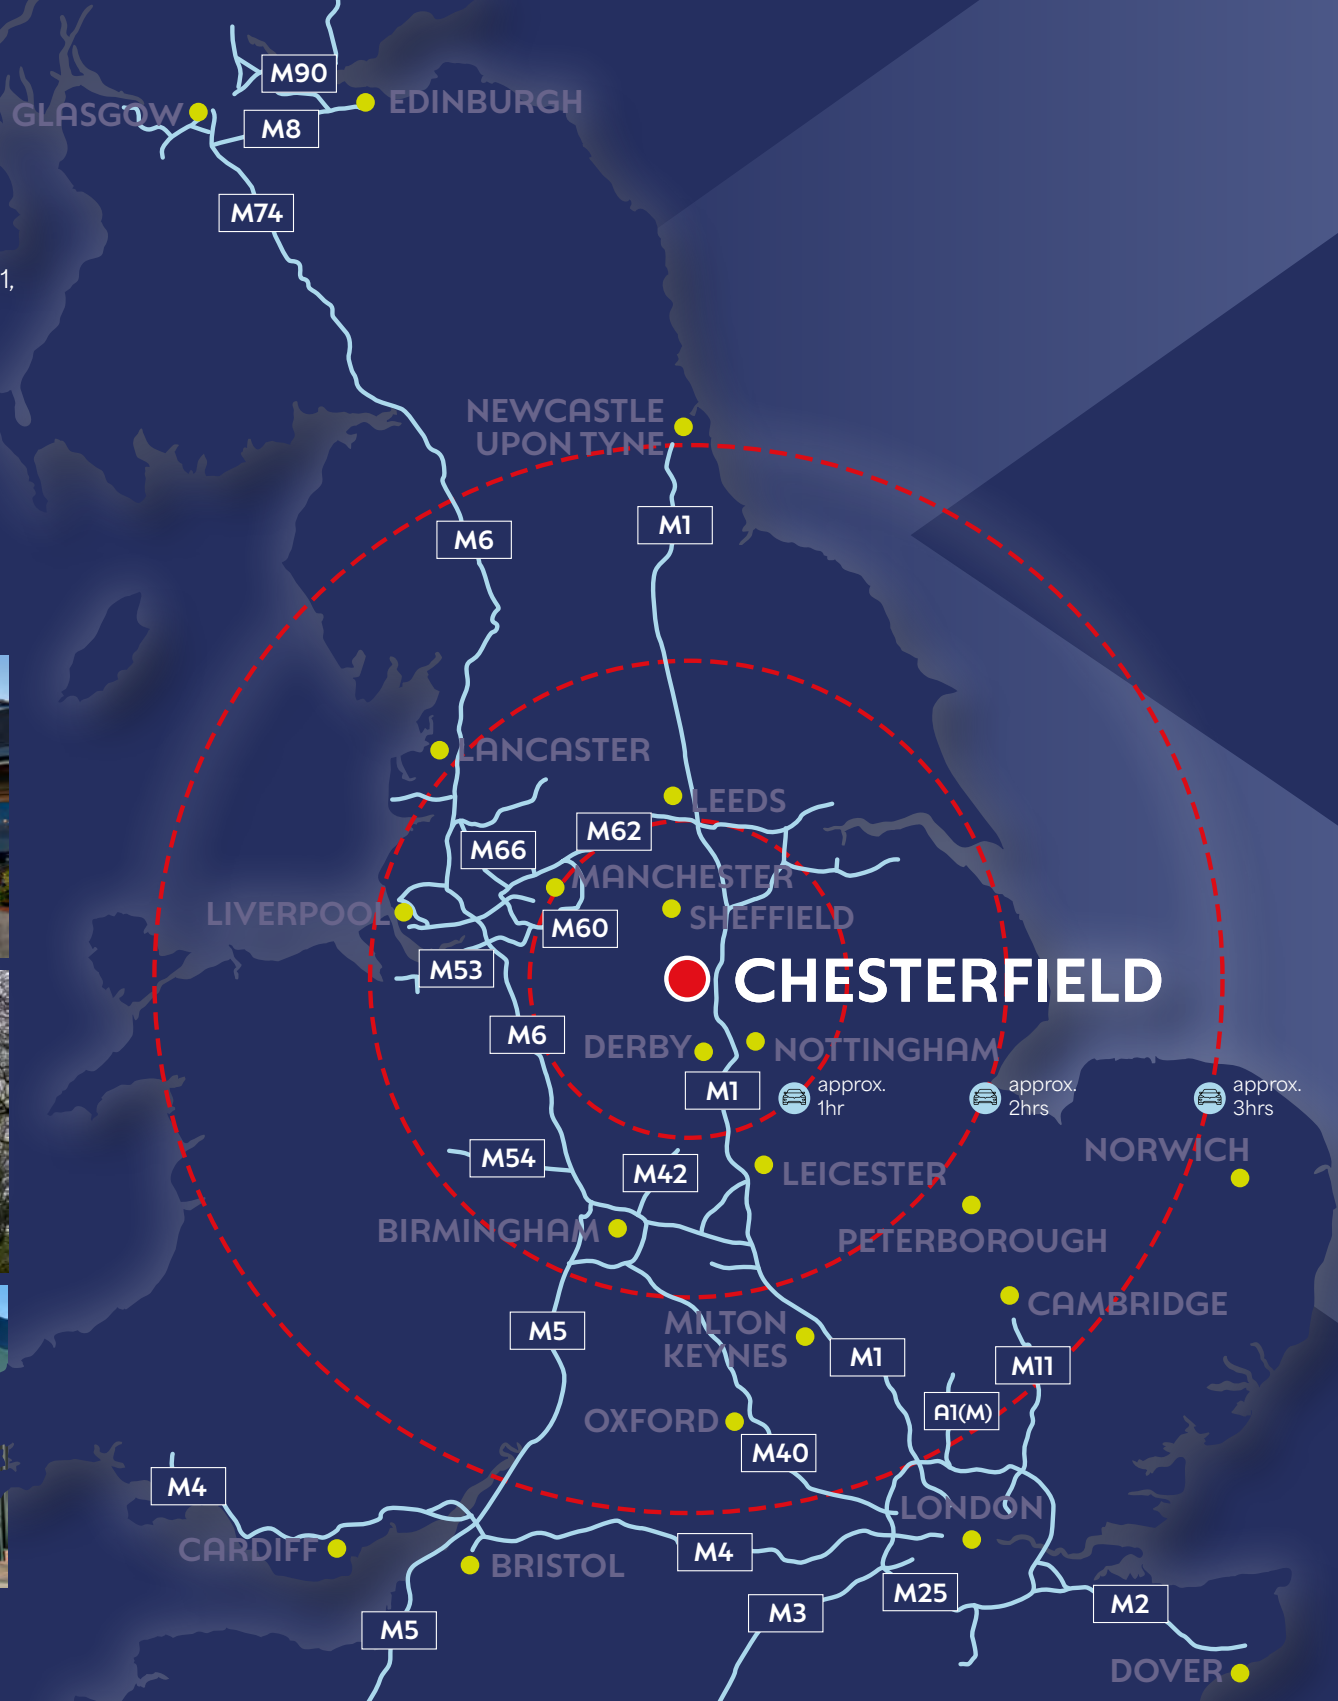 M90
EDINBURGH
GLASGOW
M8
M74
1,
NEWCASTLE
UPON TYNE
M6
M1
LANCASTER
LEEDS
M62
M66
MANCHESTER
LIVERPOOL
SHEFFIELD
M60
M53
CHESTERFIELD
M6
DERBY
NOTTINGHAM
M1
approx.
1hr
approx.
2hrs
approx.
3hrs
NORWICH
M54
M42
LEICESTER
BIRMINGHAM
PETERBOROUGH
CAMBRIDGE
M5
MILTON
KEYNES
M1
M11
A1(M)
OXFORD
M40
M4
LONDON
CARDIFF
M4
BRISTOL
M25
M3
M2
M5
DOVER